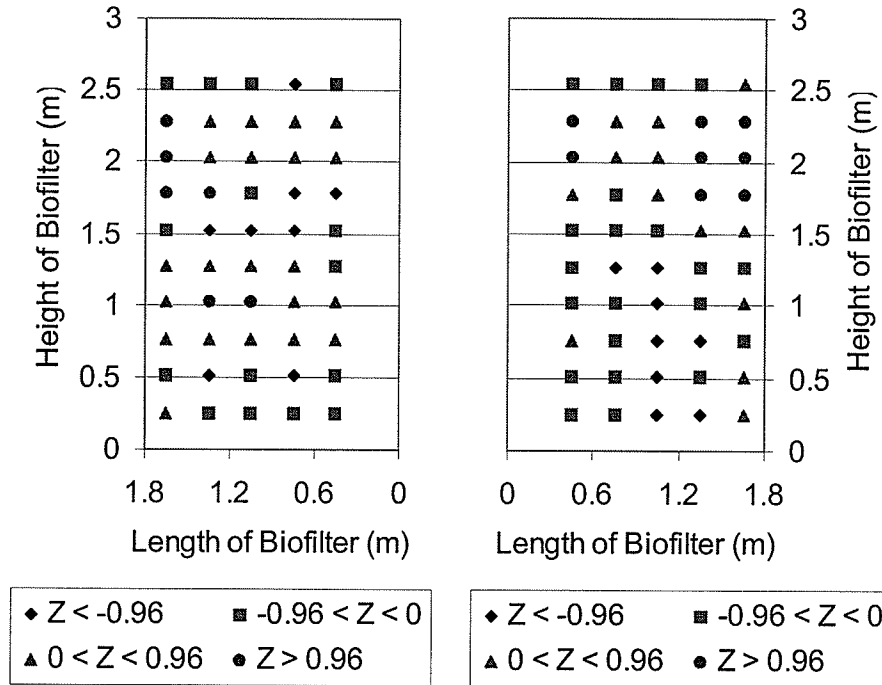 3
2.5
2
1.5
1
0.5
0
Height of Biofilter (m)
1.8 1.2 0.6 0
Length of Biofilter (m)
◆ Z < -0.96 ■ -0.96 < Z < 0
▲ 0 < Z < 0.96 ● Z > 0.96
3
2.5
2
1.5
1
0.5
0
Height of Biofilter (m)
0 0.6 1.2 1.8
Length of Biofilter (m)
◆ Z < -0.96 ■ -0.96 < Z < 0
▲ 0 < Z < 0.96 ● Z > 0.96